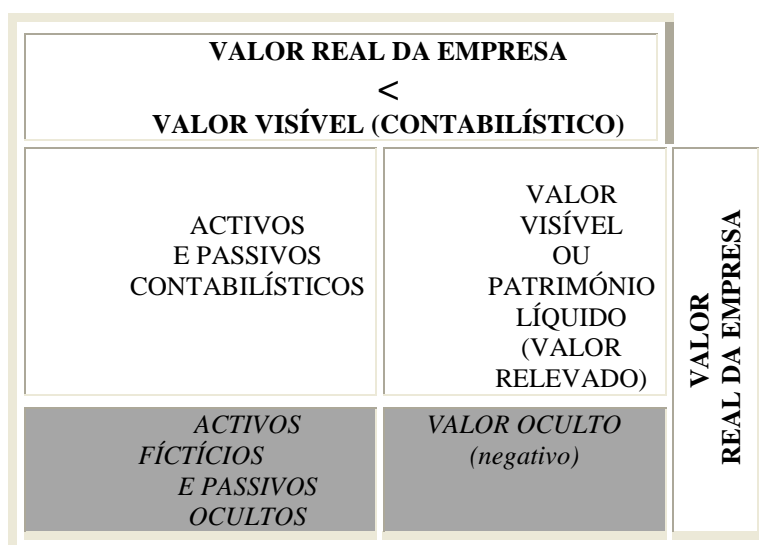 VALOR REAL DA EMPRESA
<
VALOR VISÍVEL (CONTABILÍSTICO)
ACTIVOS
E PASSIVOS
CONTABILÍSTICOS
VALOR
VISÍVEL
OU
PATRIMÓNIO
LÍQUIDO
(VALOR
RELEVADO)
VALOR
REAL DA EMPRESA
ACTIVOS
FÍCTÍCIOS
E PASSIVOS
OCULTOS
VALOR OCULTO
(negativo)